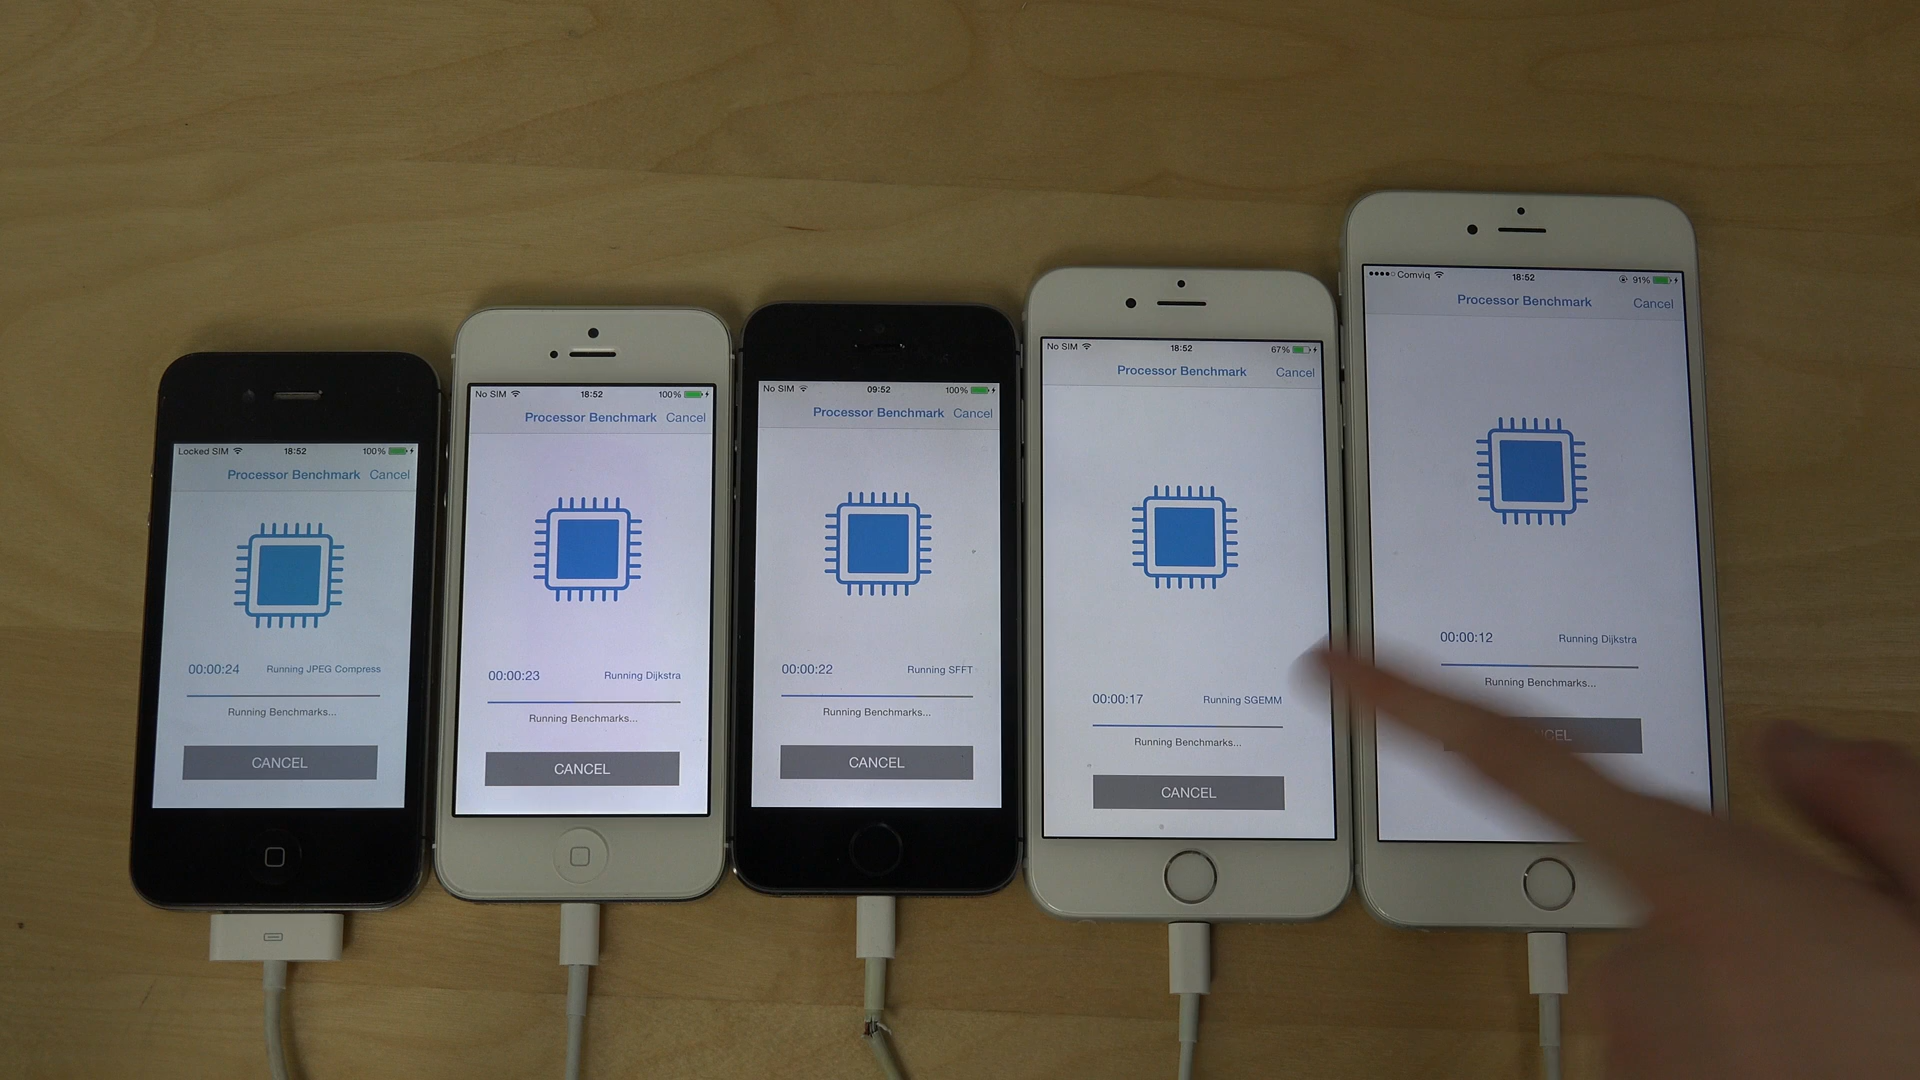 Locked SIM 18:52 100%
Processor Benchmark Cancel
00:00:24 Running JPEG Compress
Running Benchmarks...
CANCEL
No SIM 18:52 100%
Processor Benchmark Cancel
00:00:23 Running Dijkstra
Running Benchmarks...
CANCEL
No SIM 09:52 100%
Processor Benchmark Cancel
00:00:22 Running SFFT
Running Benchmarks...
CANCEL
No SIM 18:52 67%
Processor Benchmark Cancel
00:00:17 Running SGEMM
Running Benchmarks...
CANCEL
Comviq 18:52 91%
Processor Benchmark Cancel
00:00:12 Running Dijkstra
Running Benchmarks...